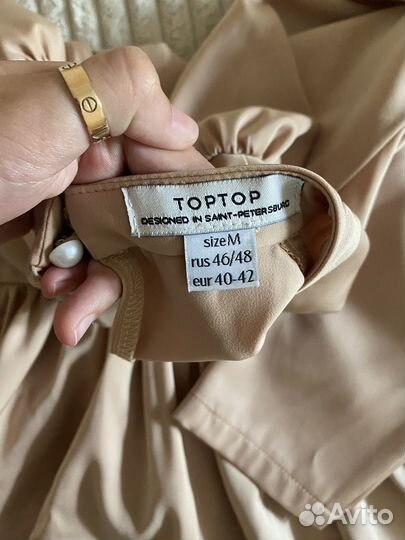 TOPTOP
DESIGNED IN SAINT-PETERSBURG
size M
rus 46/48
eur 40-42
Avito